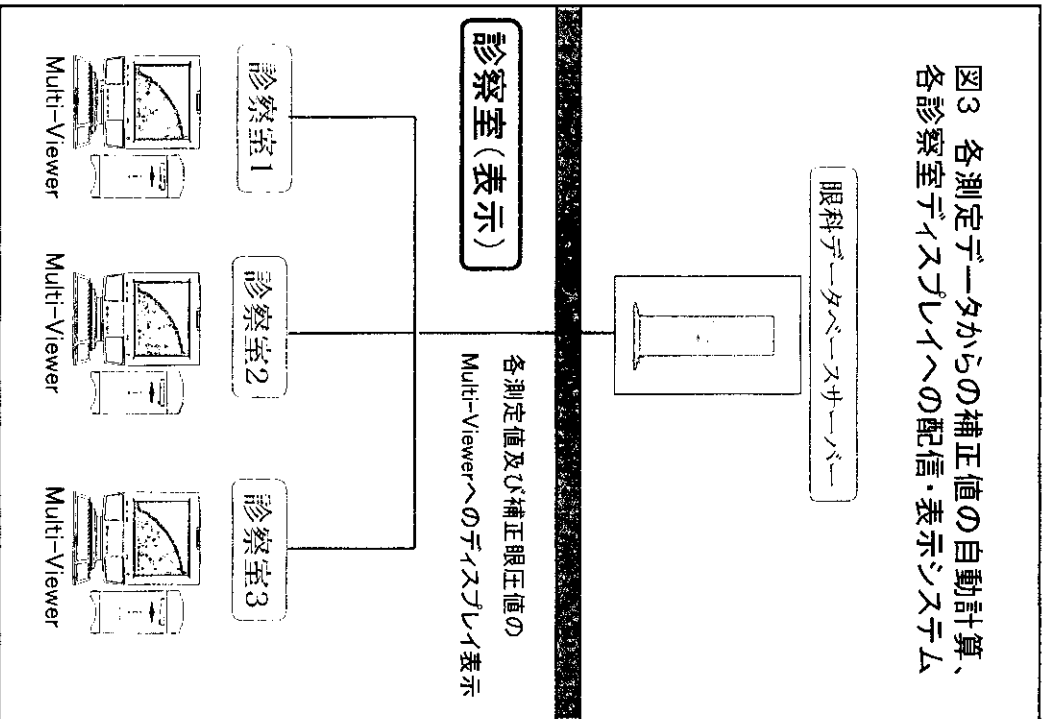 図3 各測定データからの補正値の自動計算、
各診察室ディスプレイへの配信・表示システム
眼科データベースサーバー
各測定値及び補正眼圧値の
Multi-Viewerへのディスプレイ表示
診察室(表示)
診察室1
診察室2
診察室3
Multi-Viewer
Multi-Viewer
Multi-Viewer